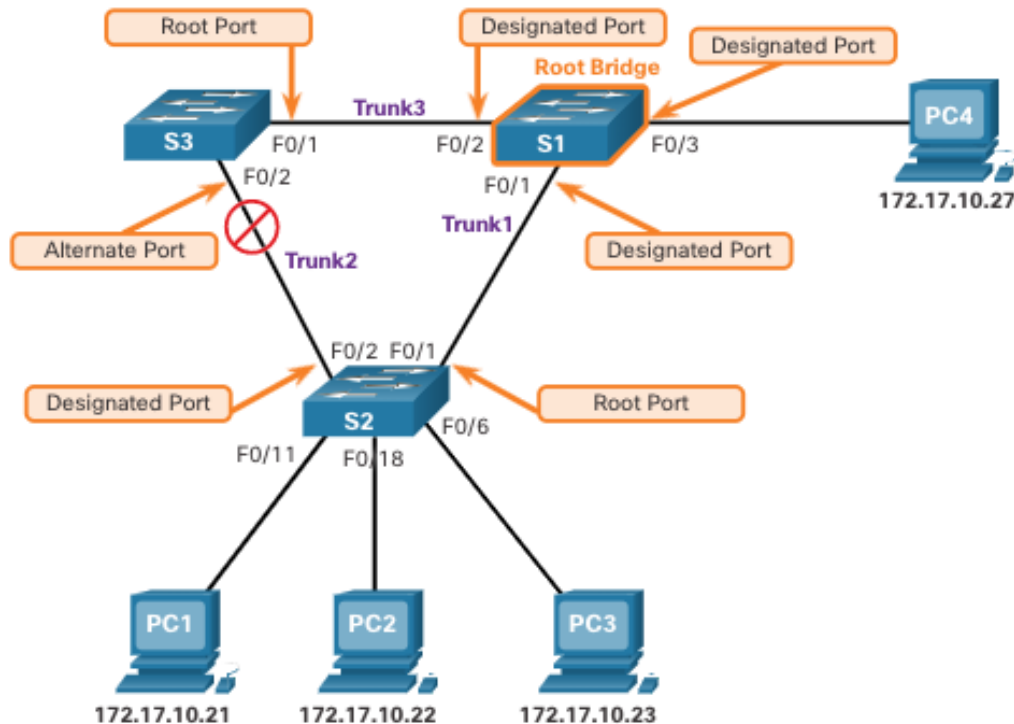 Root Port
Designated Port
Designated Port
Root Bridge
Trunk3
S3
F0/1
F0/2
S1
F0/3
PC4
F0/2
F0/1
172.17.10.27
Alternate Port
Trunk1
Designated Port
Trunk2
F0/2
F0/1
Designated Port
Root Port
S2
F0/6
F0/11
F0/18
PC1
PC2
PC3
172.17.10.21
172.17.10.22
172.17.10.23